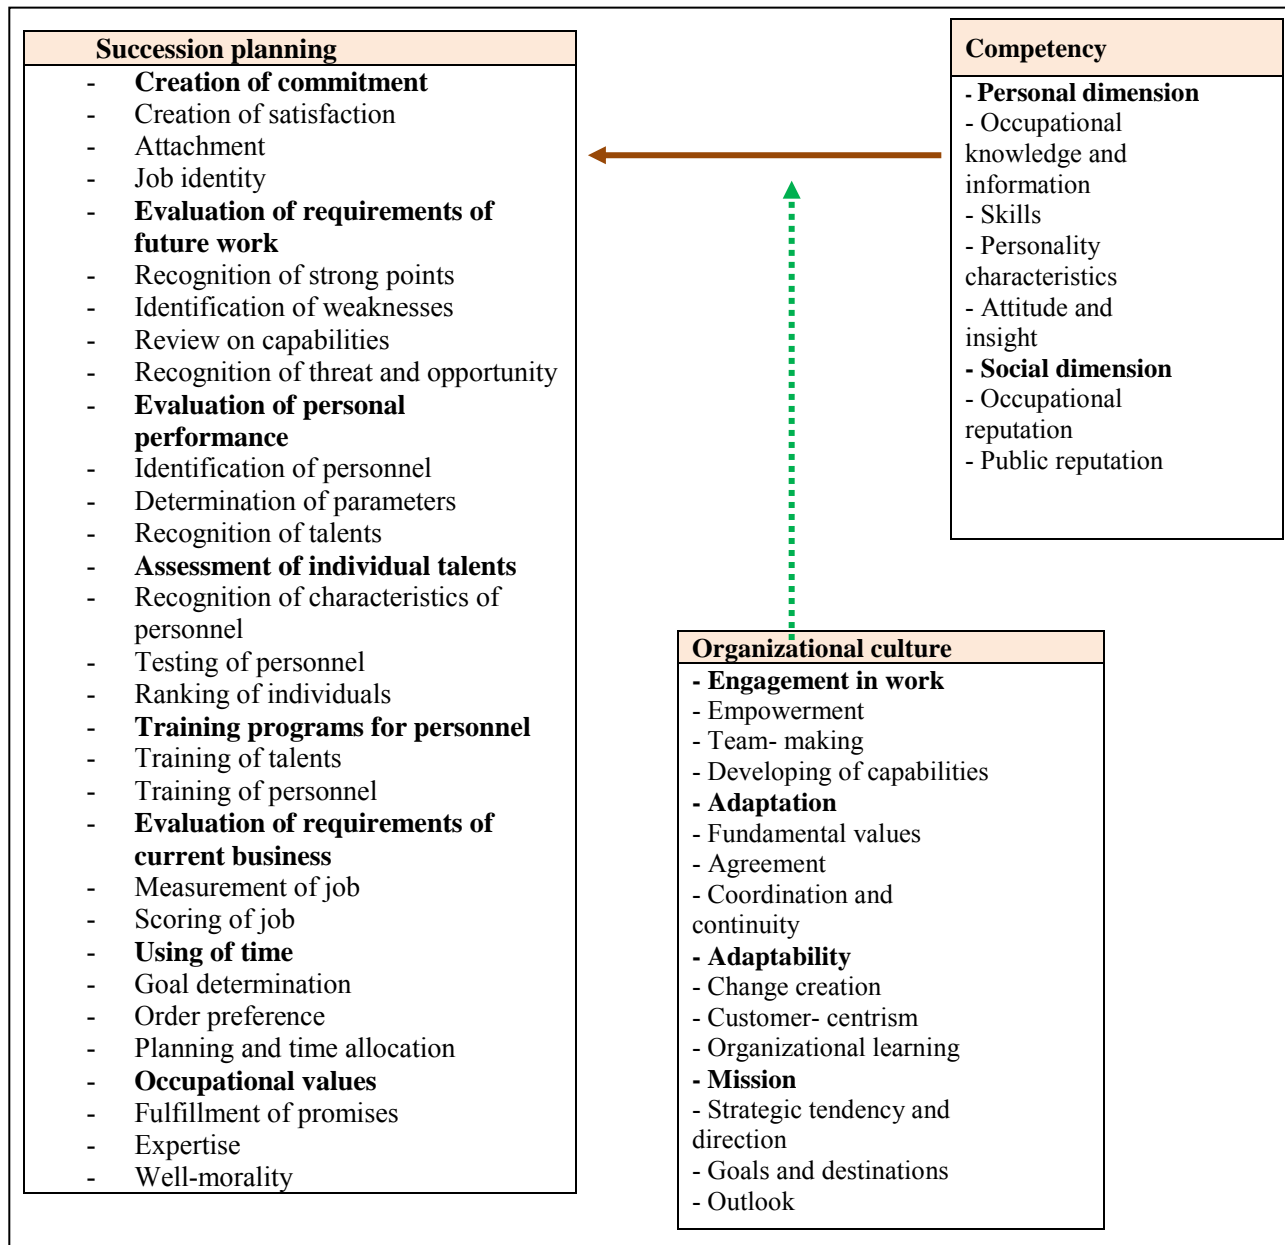 Succession planning
- Creation of commitment
- Creation of satisfaction
- Attachment
- Job identity
- Evaluation of requirements of
future work
- Recognition of strong points
- Identification of weaknesses
- Review on capabilities
- Recognition of threat and opportunity
- Evaluation of personal
performance
- Identification of personnel
- Determination of parameters
- Recognition of talents
- Assessment of individual talents
- Recognition of characteristics of
personnel
- Testing of personnel
- Ranking of individuals
- Training programs for personnel
- Training of talents
- Training of personnel
- Evaluation of requirements of
current business
- Measurement of job
- Scoring of job
- Using of time
- Goal determination
- Order preference
- Planning and time allocation
- Occupational values
- Fulfillment of promises
- Expertise
- Well-morality
Competency
- Personal dimension
- Occupational
knowledge and
information
- Skills
- Personality
characteristics
- Attitude and
insight
- Social dimension
- Occupational
reputation
- Public reputation
Organizational culture
- Engagement in work
- Empowerment
- Team- making
- Developing of capabilities
- Adaptation
- Fundamental values
- Agreement
- Coordination and
continuity
- Adaptability
- Change creation
- Customer- centrism
- Organizational learning
- Mission
- Strategic tendency and
direction
- Goals and destinations
- Outlook